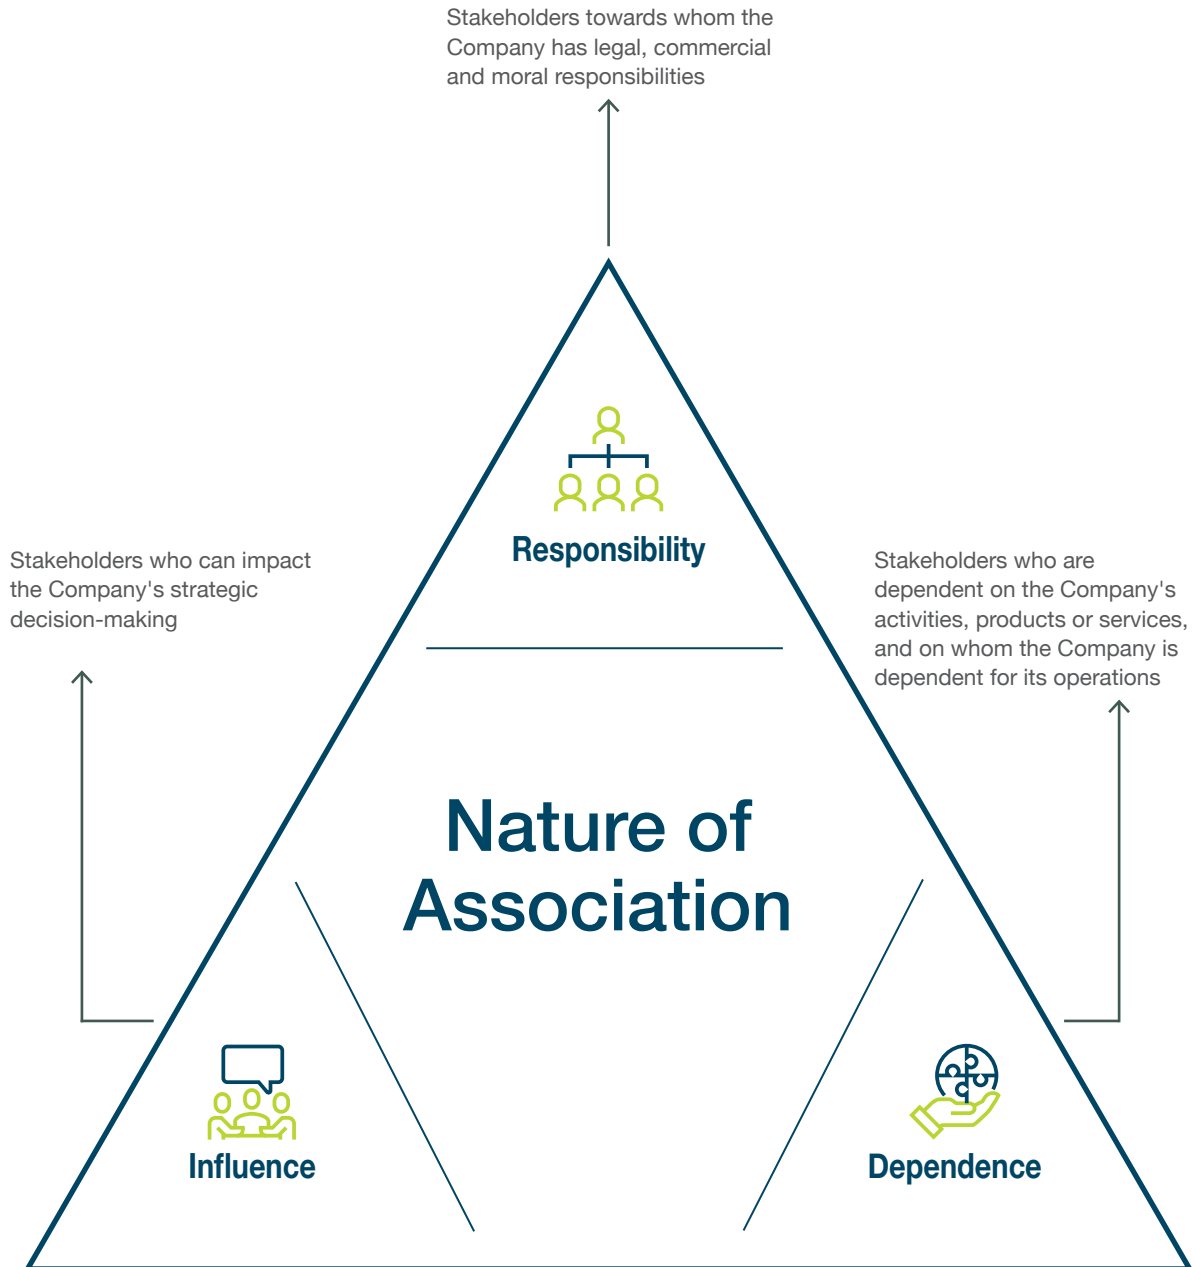 Stakeholders towards whom the
Company has legal, commercial
and moral responsibilities
Responsibility
Stakeholders who can impact
the Company's strategic
decision-making
Stakeholders who are
dependent on the Company's
activities, products or services,
and on whom the Company is
dependent for its operations
Nature of
Association
Influence
Dependence